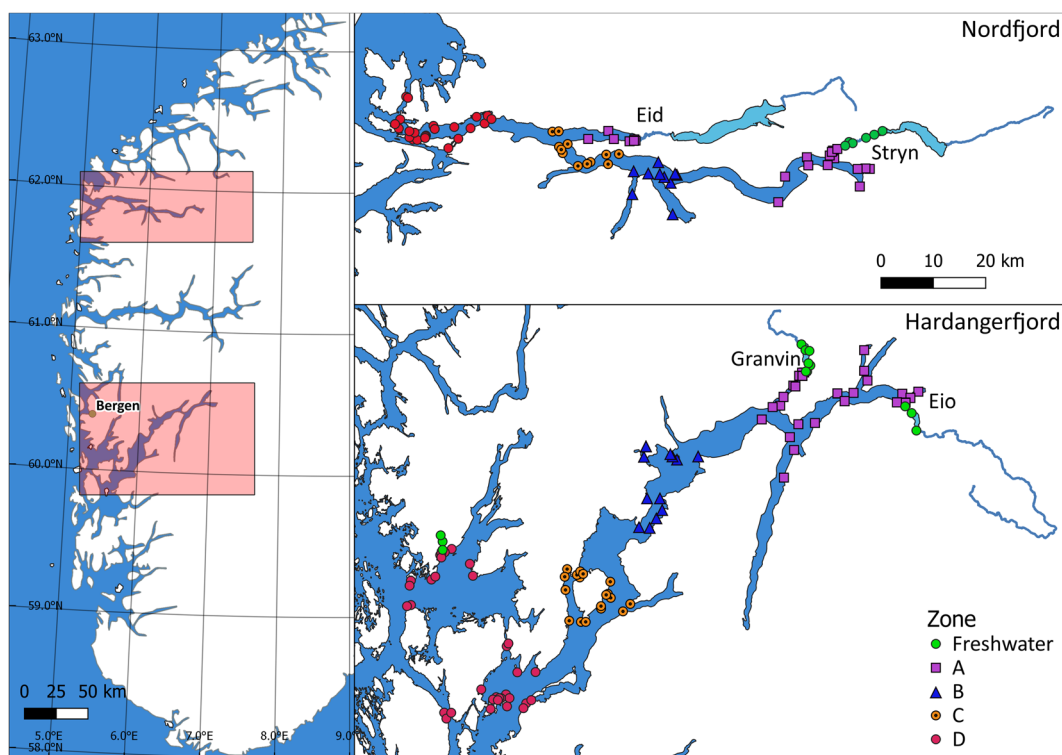 63.0°N
62.0°N
61.0°N
Bergen
60.0°N
59.0°N
0 25 50 km
58.0°N
5.0°E 6.0°E 7.0°E 8.0°E 9.0°
Nordfjord
Eid
Stryn
0 10 20 km
Hardangerfjord
Granvin
Eio
Zone
Freshwater
A
B
C
D